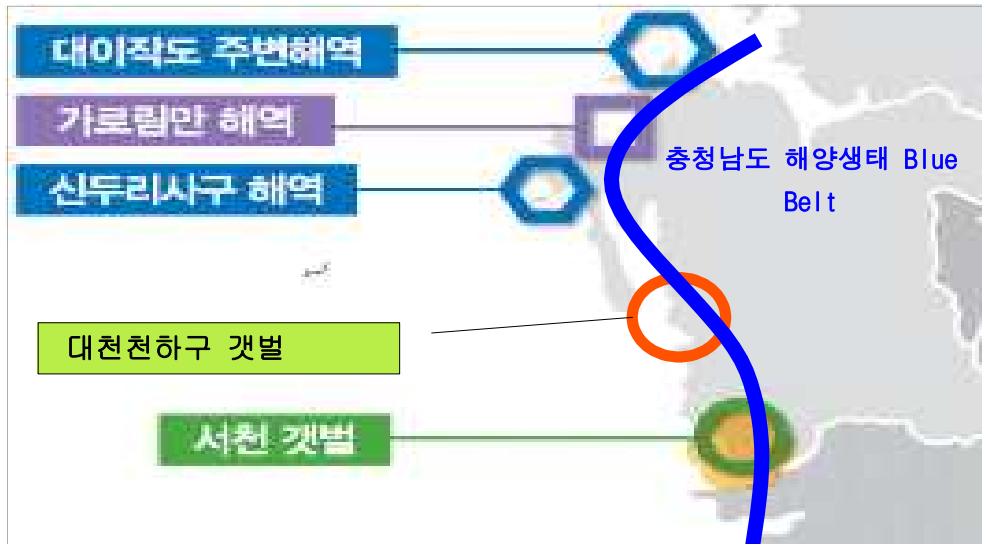 대이작도 주변해역
가로림만 해역
신두리사구 해역
충청남도 해양생태 Blue
Belt
대천천하구 갯벌
서천 갯벌